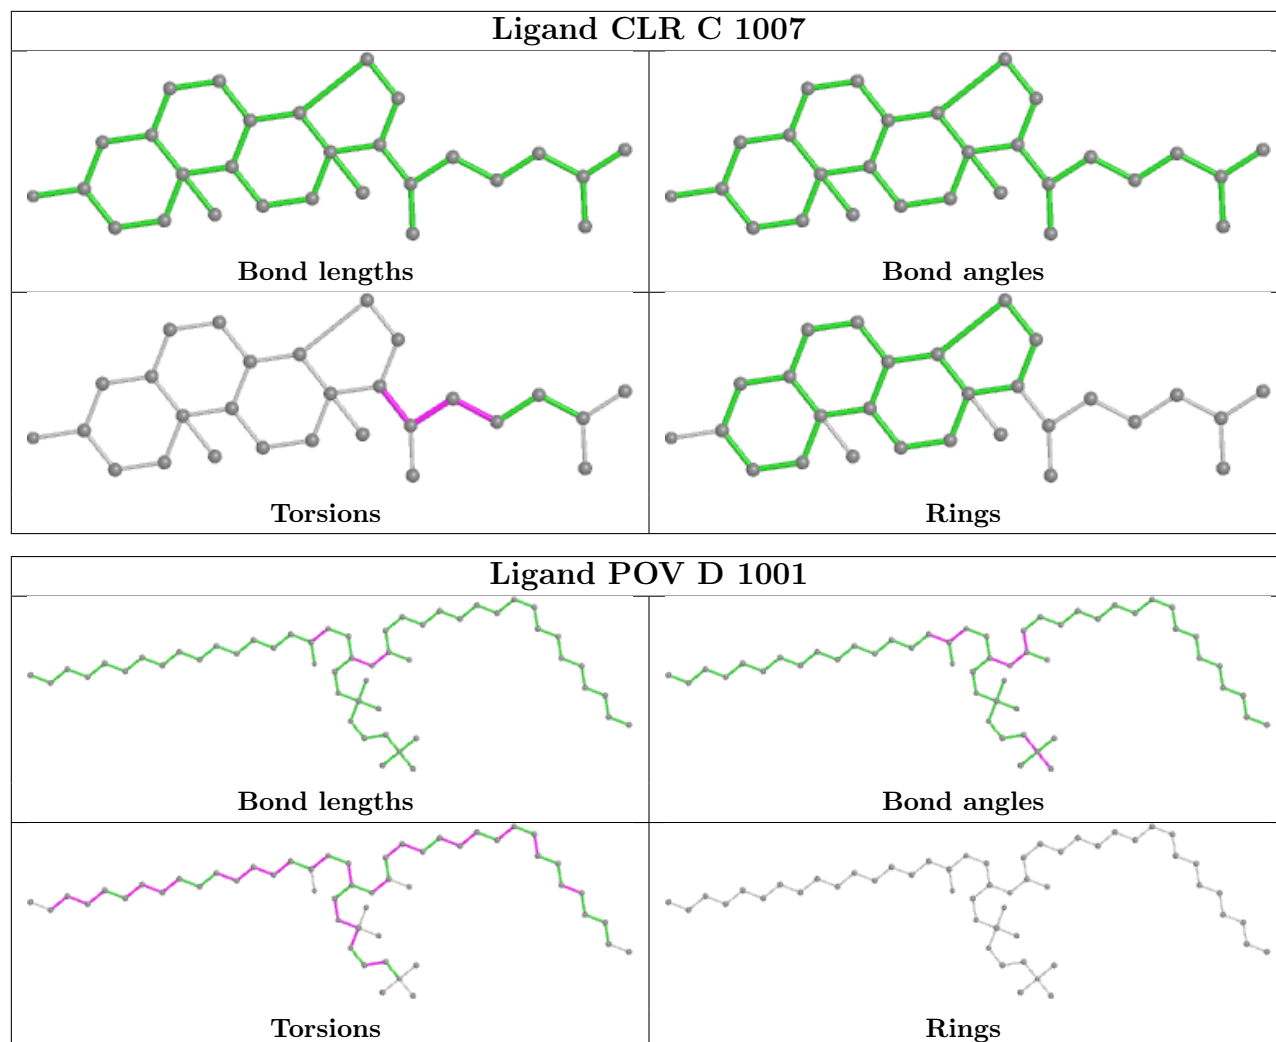 Ligand CLR C 1007
Bond lengths
Bond angles
Torsions
Rings
Ligand POV D 1001
Bond lengths
Bond angles
Torsions
Rings